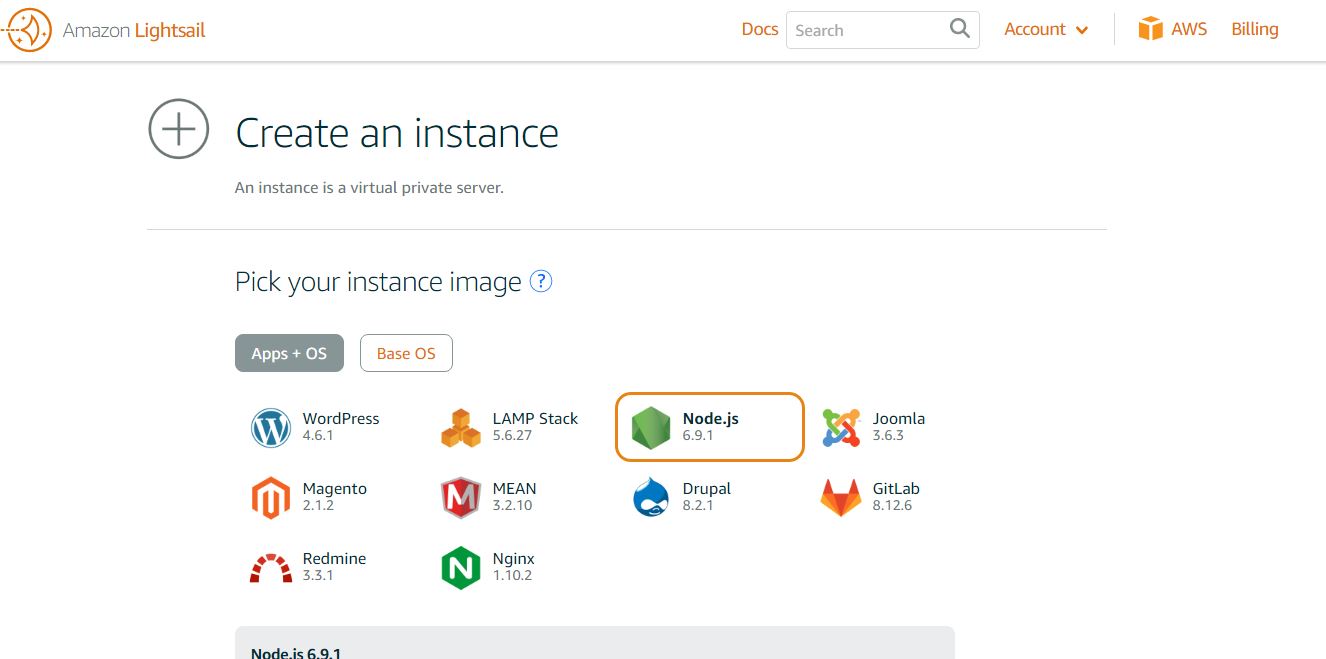 Amazon Lightsail Docs Search Account AWS Billing
Create an instance
An instance is a virtual private server.
Pick your instance image ?
Apps + OS Base OS
WordPress LAMP Stack Node.js Joomla
4.6.1 5.6.27 6.9.1 3.6.3
Magento MEAN Drupal GitLab
2.1.2 3.2.10 8.2.1 8.12.6
Redmine Nginx
3.3.1 1.10.2
Node.js 6.9.1